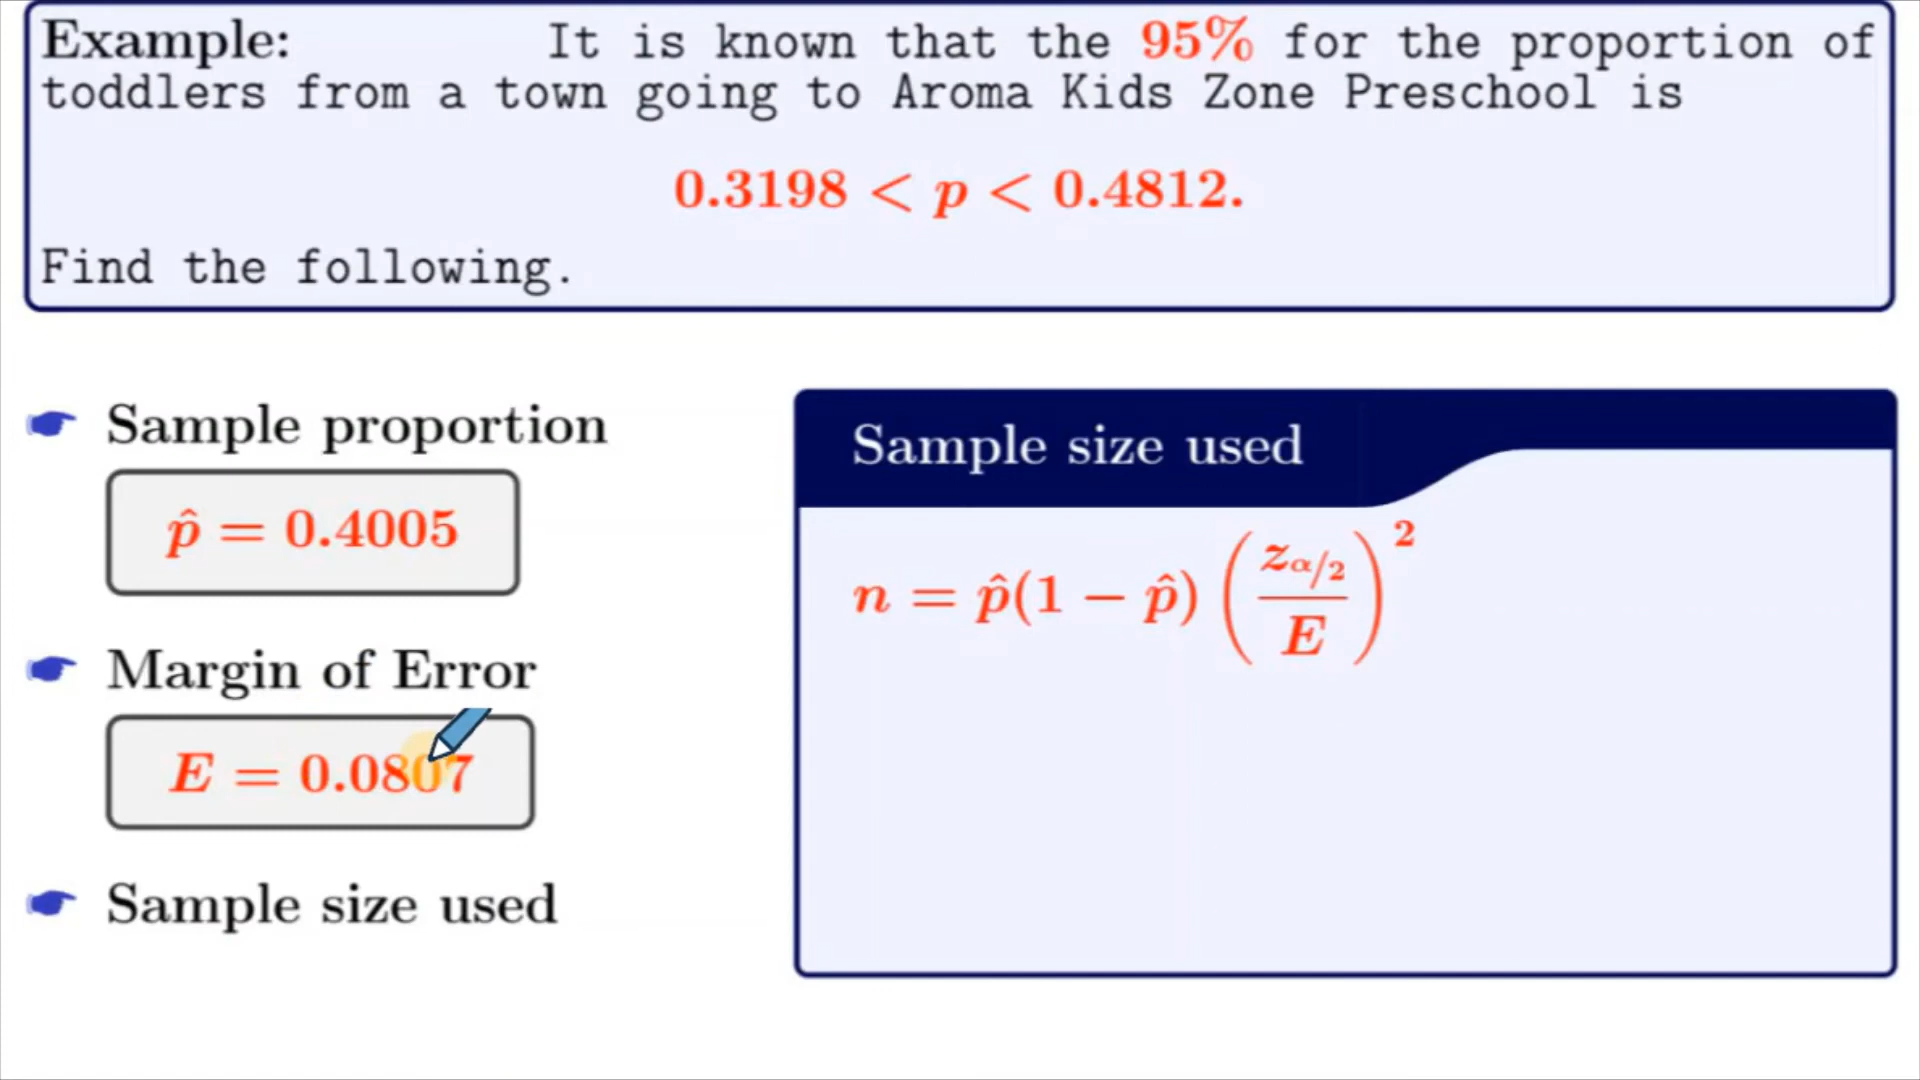 Example: It is known that the 95% for the proportion of
toddlers from a town going to Aroma Kids Zone Preschool is
0.3198 < p < 0.4812.
Find the following.
Sample proportion
p̂ = 0.4005
Margin of Error
E = 0.0807
Sample size used
Sample size used
n = p̂(1 − p̂) (z_{α/2} / E)^2